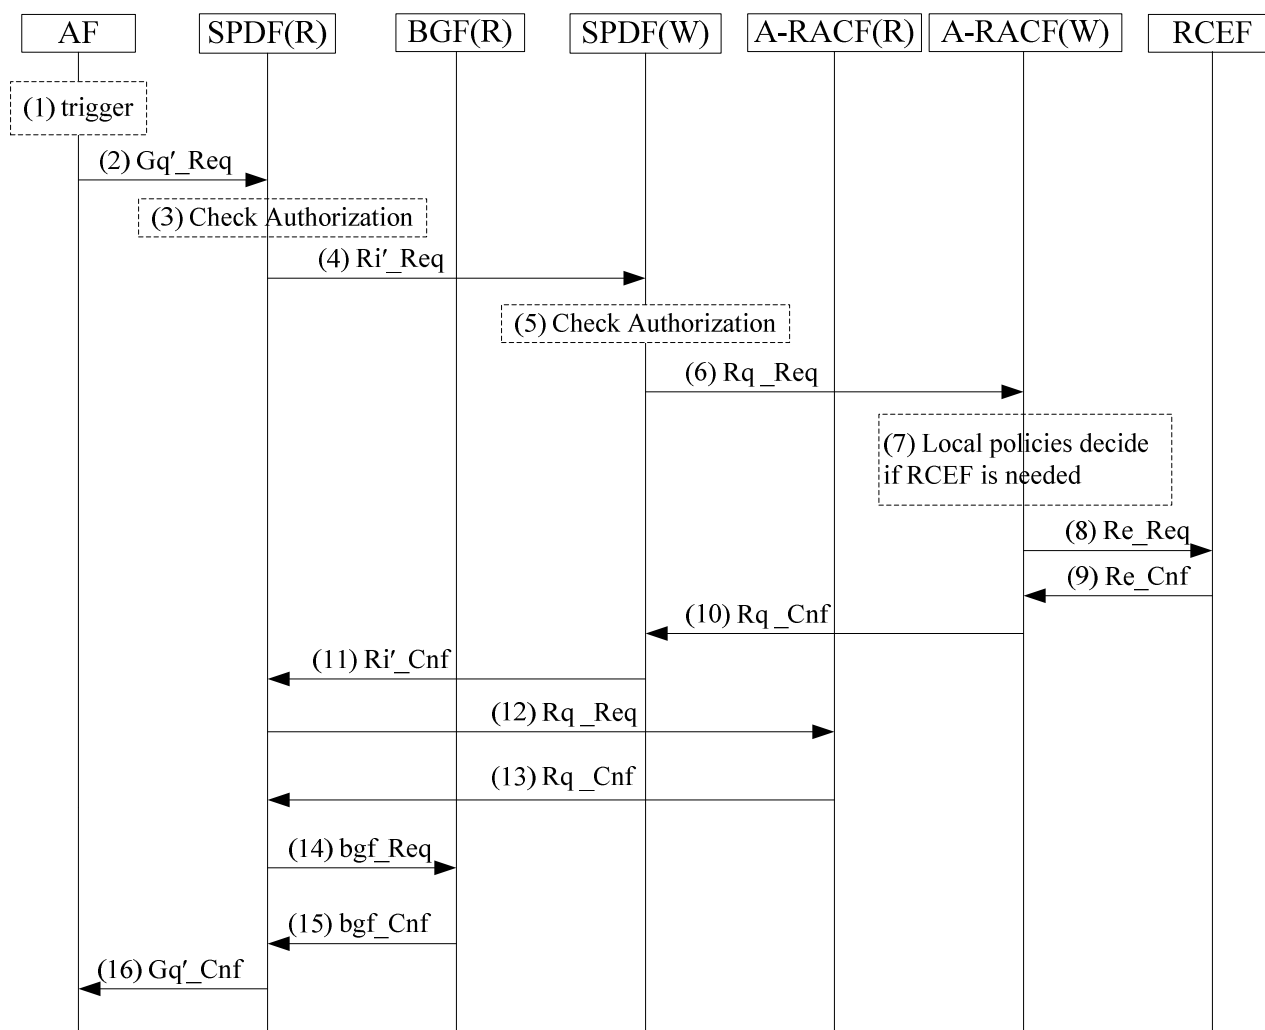 AF
SPDF(R)
BGF(R)
SPDF(W)
A-RACF(R)
A-RACF(W)
RCEF
(1) trigger
(2) Gq′_Req
(3) Check Authorization
(4) Ri′_Req
(5) Check Authorization
(6) Rq _Req
(7) Local policies decide
if RCEF is needed
(8) Re_Req
(9) Re_Cnf
(10) Rq _Cnf
(11) Ri′_Cnf
(12) Rq _Req
(13) Rq _Cnf
(14) bgf_Req
(15) bgf_Cnf
(16) Gq′_Cnf